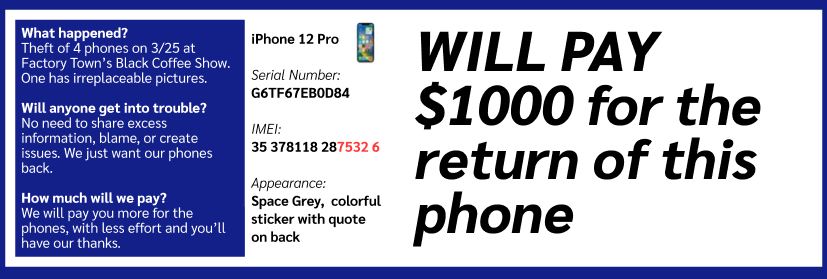 What happened?
Theft of 4 phones on 3/25 at
Factory Town's Black Coffee Show.
One has irreplaceable pictures.
Will anyone get into trouble?
No need to share excess
information, blame, or create
issues. We just want our phones
back.
How much will we pay?
We will pay you more for the
phones, with less effort and you'll
have our thanks.
iPhone 12 Pro
Serial Number:
G6TF67EB0D84
IMEI:
35 378118 287532 6
Appearance:
Space Grey, colorful
sticker with quote
on back
WILL PAY
$1000 for the
return of this
phone